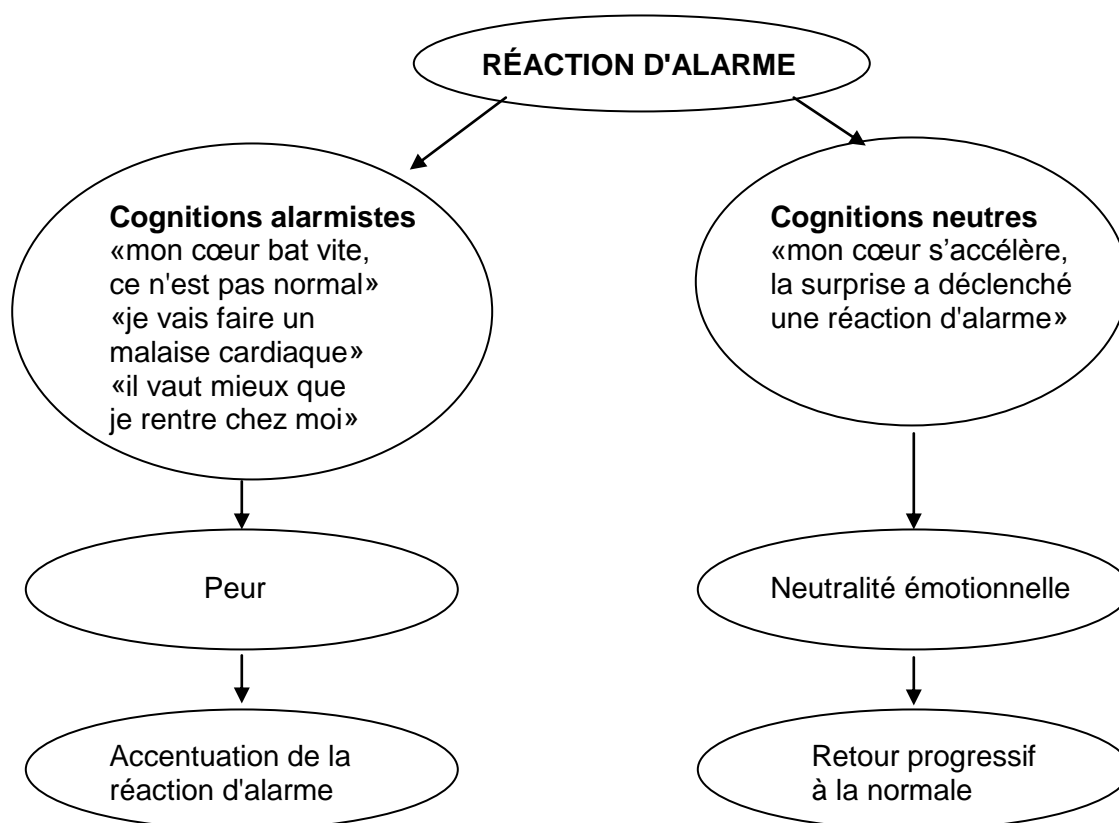 RÉACTION D'ALARME
Cognitions alarmistes
«mon cœur bat vite,
ce n'est pas normal»
«je vais faire un
malaise cardiaque»
«il vaut mieux que
je rentre chez moi»
Cognitions neutres
«mon cœur s’accélère,
la surprise a déclenché
une réaction d'alarme»
Peur
Neutralité émotionnelle
Accentuation de la
réaction d'alarme
Retour progressif
à la normale